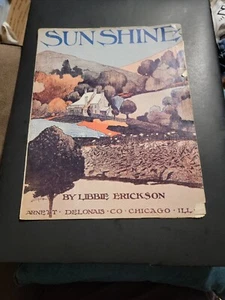 SUNSHINE
BY LIBBIE ERICKSON
ARNETT · DELONAIS · CO · CHICAGO · ILL